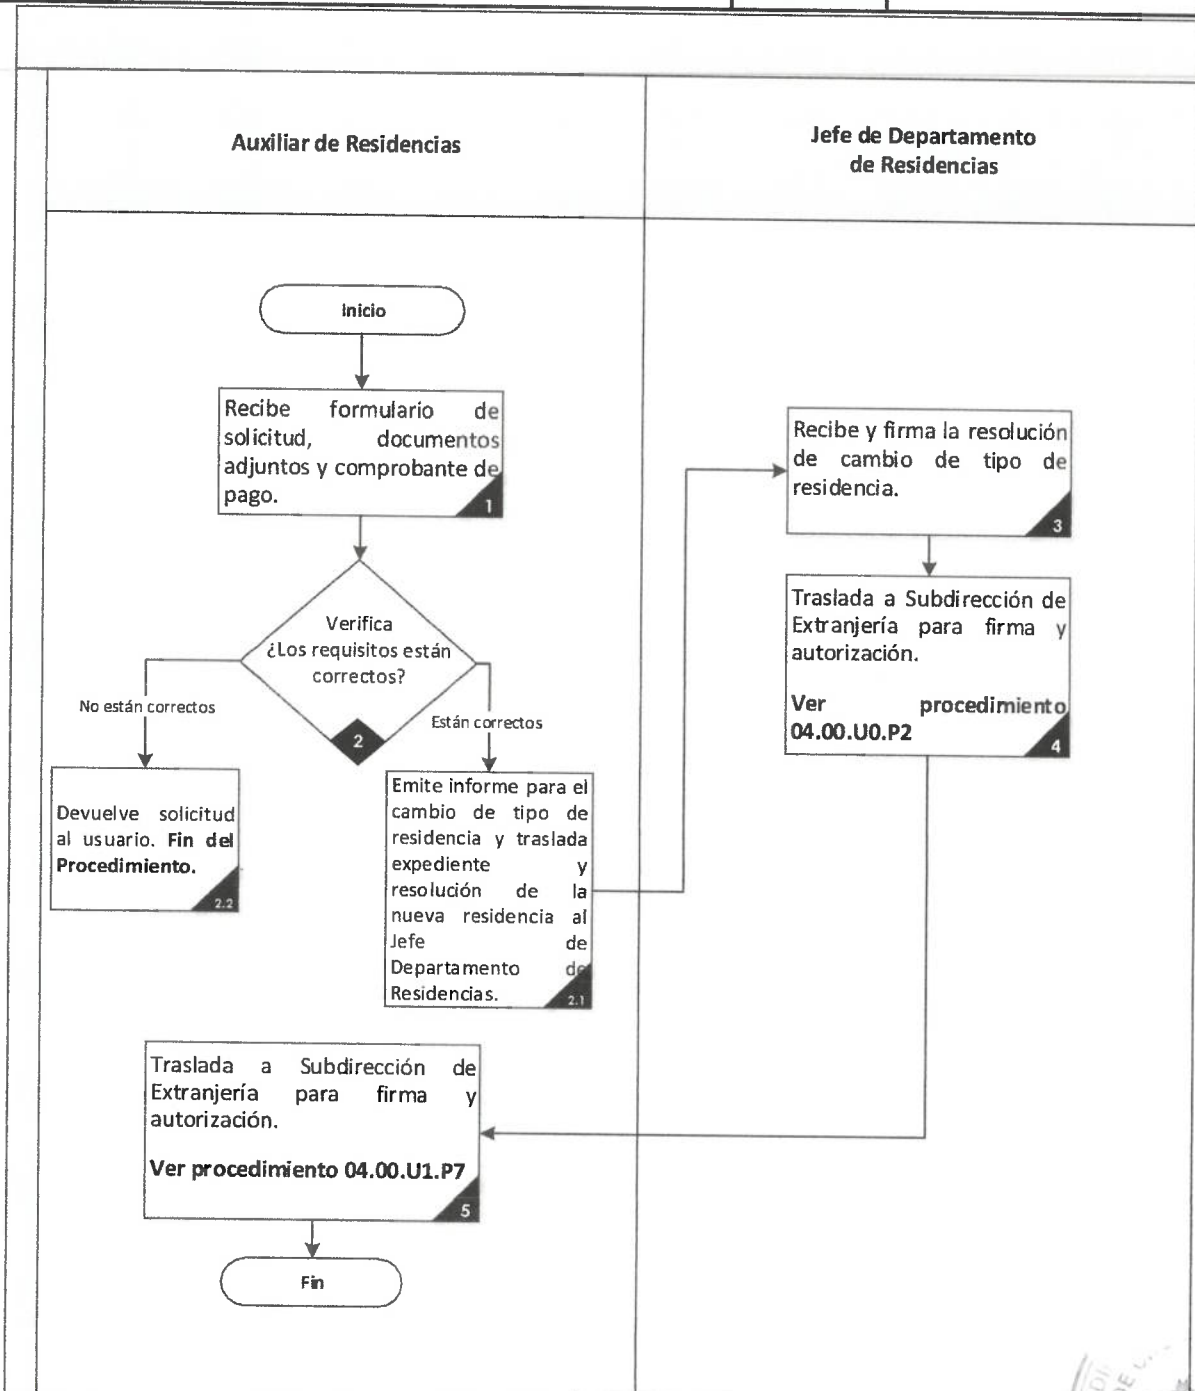 Auxiliar de Residencias
Jefe de Departamento
de Residencias
Inicio
Recibe formulario de
solicitud, documentos
adjuntos y comprobante de
pago.
1
Verifica
¿Los requisitos están
correctos?
2
No están correctos
Están correctos
Devuelve solicitud
al usuario. Fin del
Procedimiento.
2.2
Emite informe para el
cambio de tipo de
residencia y traslada
expediente y
resolución de la
nueva residencia al
Jefe de
Departamento de
Residencias.
2.1
Recibe y firma la resolución
de cambio de tipo de
residencia.
3
Traslada a Subdirección de
Extranjería para firma y
autorización.
Ver procedimiento
04.00.U0.P2
4
Traslada a Subdirección de
Extranjería para firma y
autorización.
Ver procedimiento 04.00.U1.P7
5
Fin